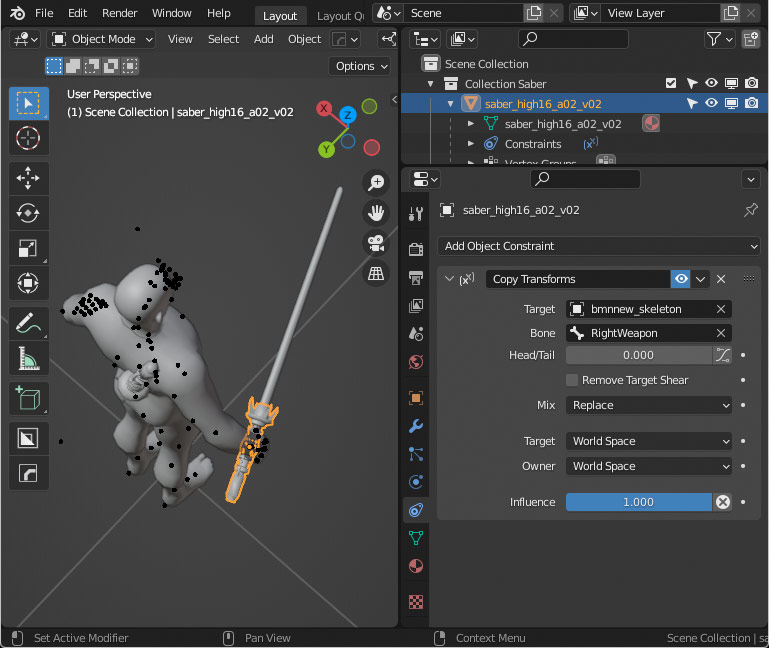 File Edit Render Window Help Layout Layout Scene View Layer
Object Mode View Select Add Object
Options
User Perspective
(1) Scene Collection | saber_high16_a02_v02
X
Z
Y
Scene Collection
Collection Saber
saber_high16_a02_v02
saber_high16_a02_v02
Constraints
Vertex Groups
saber_high16_a02_v02
Add Object Constraint
Copy Transforms
Target bmnnew_skeleton
Bone RightWeapon
Head/Tail 0.000
Remove Target Shear
Mix Replace
Target World Space
Owner World Space
Influence 1.000
Set Active Modifier Pan View Context Menu Scene Collection | sa